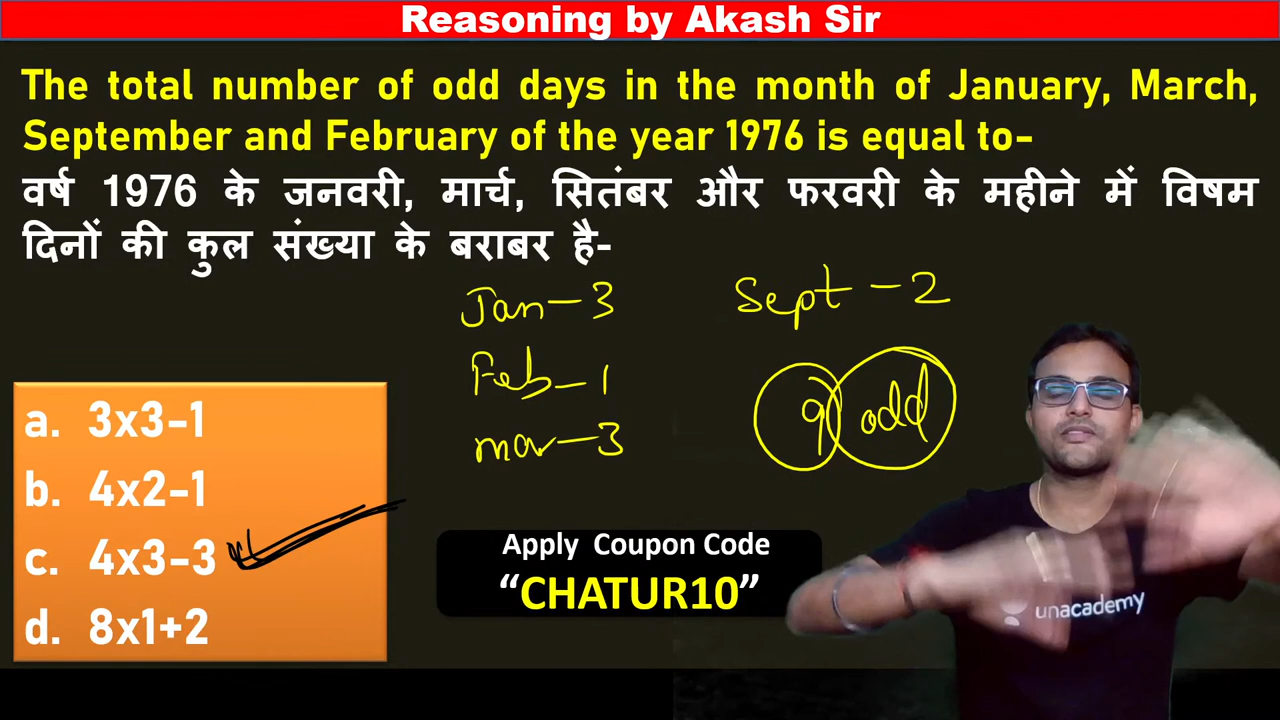 Reasoning by Akash Sir
The total number of odd days in the month of January, March,
September and February of the year 1976 is equal to-
वर्ष 1976 के जनवरी, मार्च, सितंबर और फरवरी के महीने में विषम
दिनों की कुल संख्या के बराबर है-
Jan-3
Feb-1
mar-3
Sept-2
9 odd
a. 3x3-1
b. 4x2-1
c. 4x3-3
d. 8x1+2
Apply Coupon Code
“CHATUR10”
unacademy